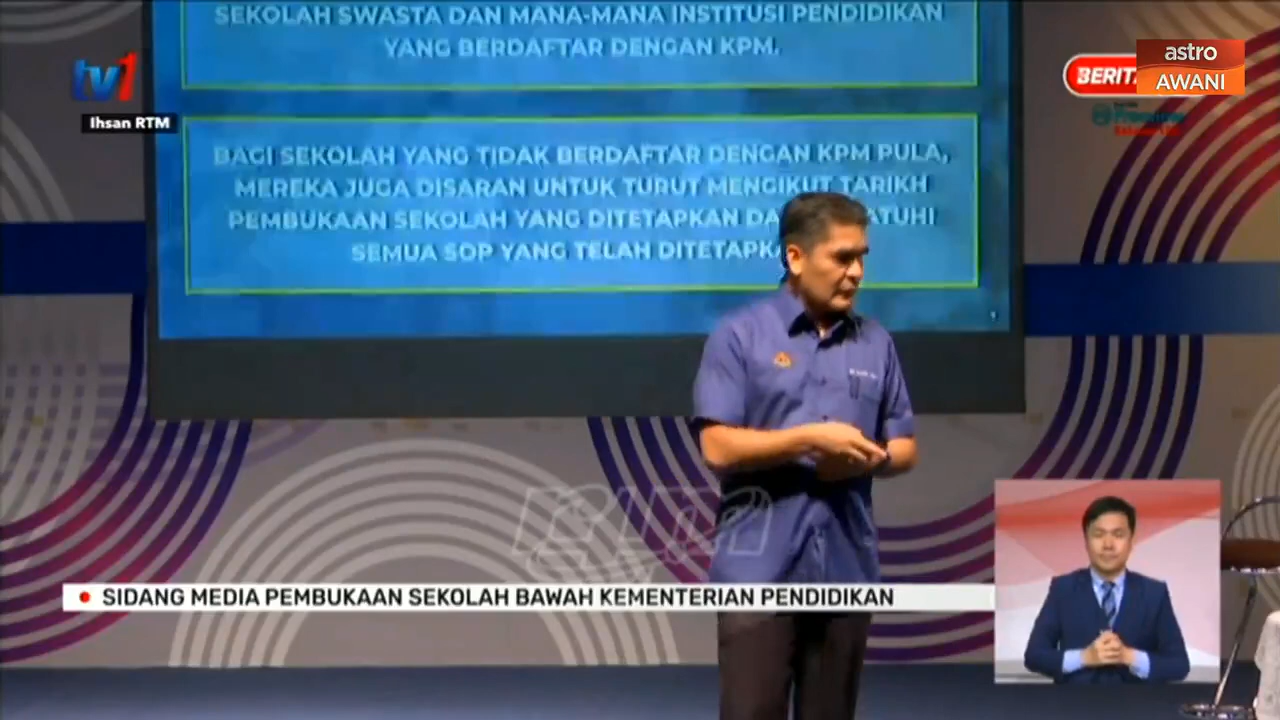 SEKOLAH SWASTA DAN MANA-MANA INSTITUSI PENDIDIKAN
YANG BERDAFTAR DENGAN KPM.
tv1
Ihsan RTM
astro
AWANI
BAGI SEKOLAH YANG TIDAK BERDAFTAR DENGAN KPM PULA,
MEREKA JUGA DISARAN UNTUK TURUT MENGIKUT TARIKH
PEMBUKAAN SEKOLAH YANG DITETAPKAN
SEMUA SOP YANG TELAH
SIDANG MEDIA PEMBUKAAN SEKOLAH BAWAH KEMENTERIAN PENDIDIKAN